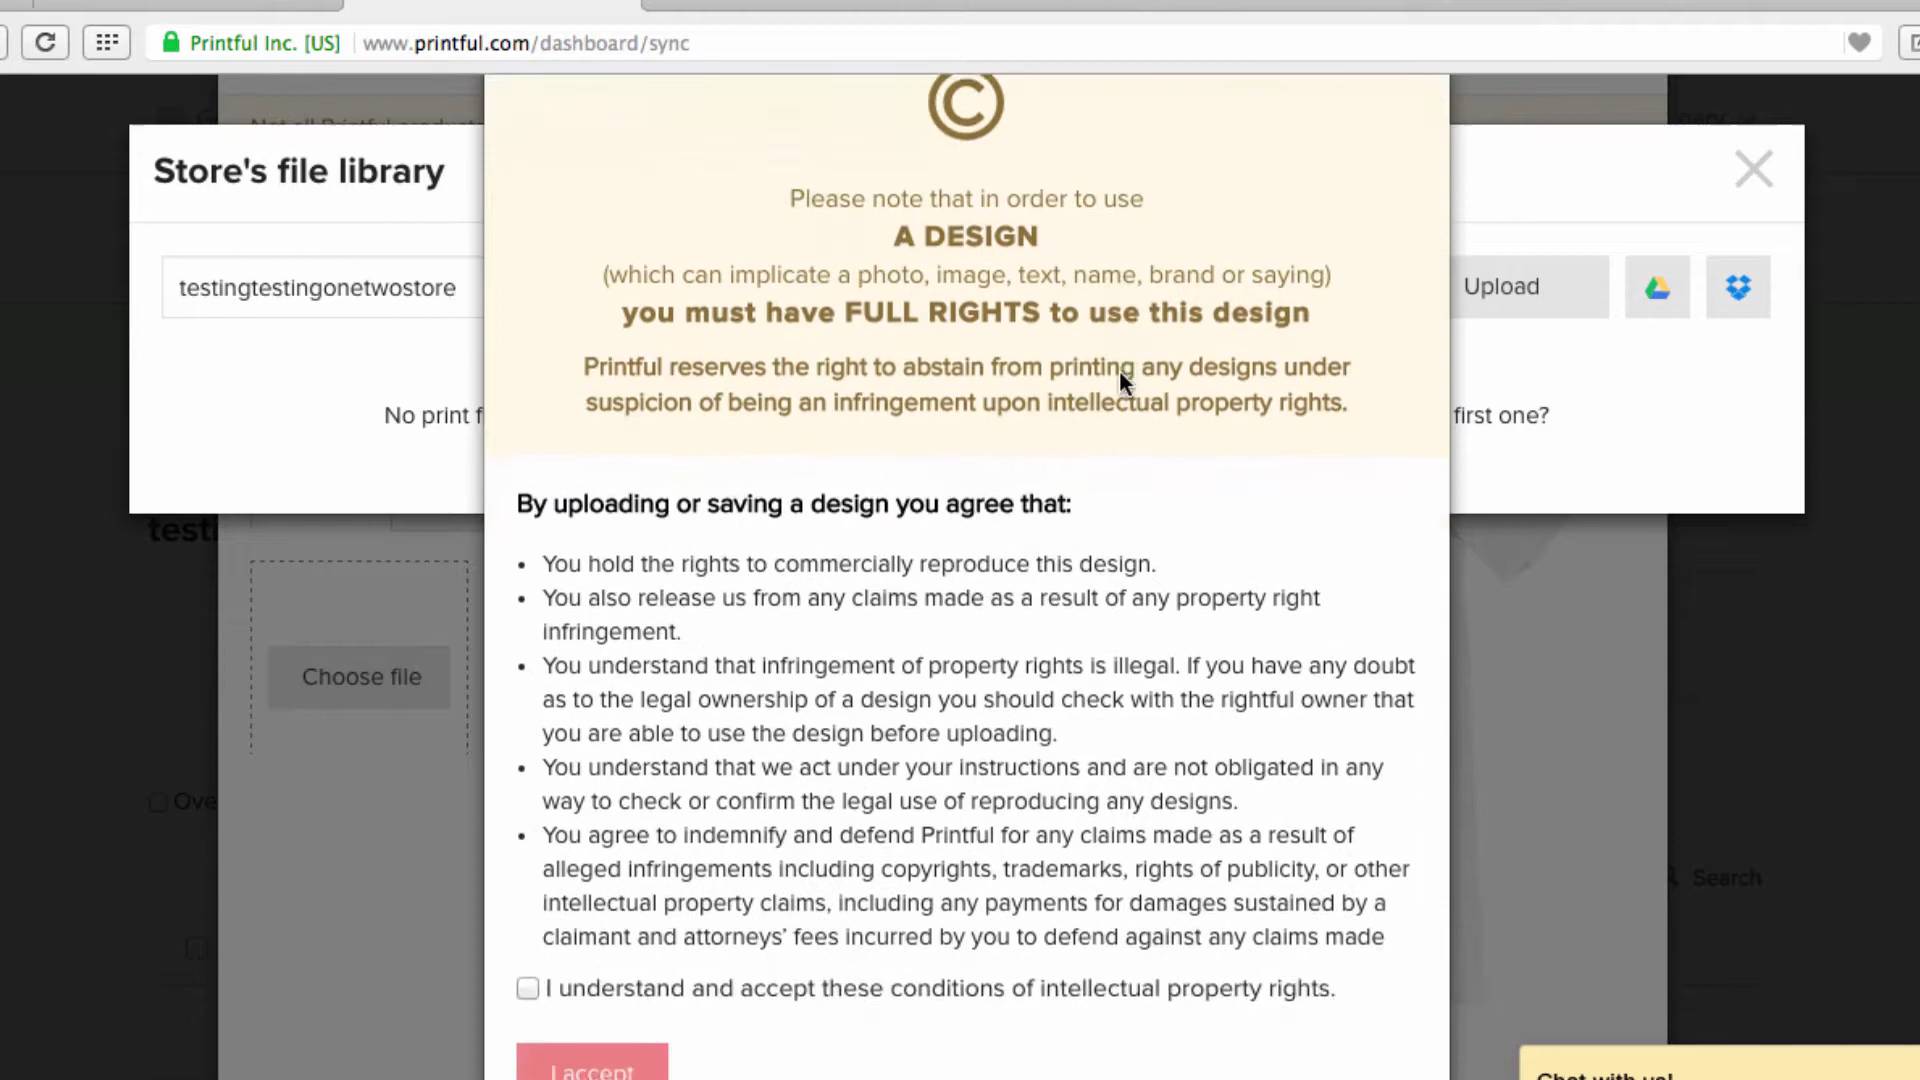 Printful Inc. [US] www.printful.com/dashboard/sync
©
Store's file library
Please note that in order to use
A DESIGN
(which can implicate a photo, image, text, name, brand or saying)
you must have FULL RIGHTS to use this design
testingtestingonetwostore
Upload
Printful reserves the right to abstain from printing any designs under
suspicion of being an infringement upon intellectual property rights.
No print f
first one?
By uploading or saving a design you agree that:
• You hold the rights to commercially reproduce this design.
• You also release us from any claims made as a result of any property right
infringement.
• You understand that infringement of property rights is illegal. If you have any doubt
as to the legal ownership of a design you should check with the rightful owner that
you are able to use the design before uploading.
• You understand that we act under your instructions and are not obligated in any
way to check or confirm the legal use of reproducing any designs.
• You agree to indemnify and defend Printful for any claims made as a result of
alleged infringements including copyrights, trademarks, rights of publicity, or other
intellectual property claims, including any payments for damages sustained by a
claimant and attorneys' fees incurred by you to defend against any claims made
I understand and accept these conditions of intellectual property rights.
I accept
testi
Choose file
Ove
Search
Chat with us!